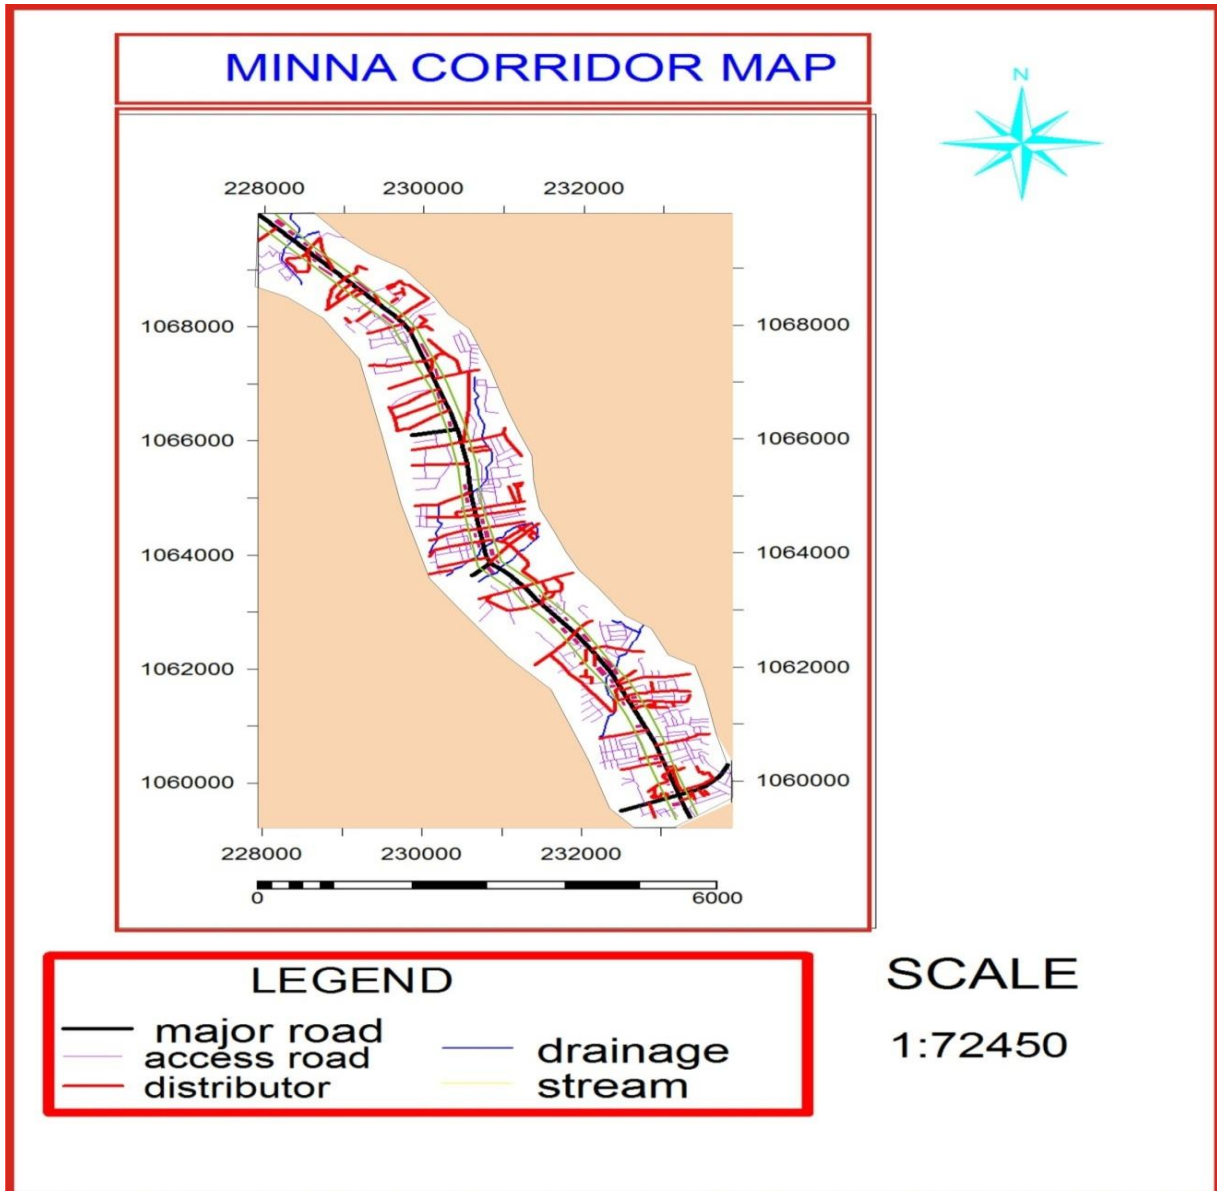 MINNA CORRIDOR MAP
N
228000 230000 232000
1068000 1068000
1066000 1066000
1064000 1064000
1062000 1062000
1060000 1060000
228000 230000 232000
0 6000
LEGEND
major road
access road
distributor
drainage
stream
SCALE
1:72450